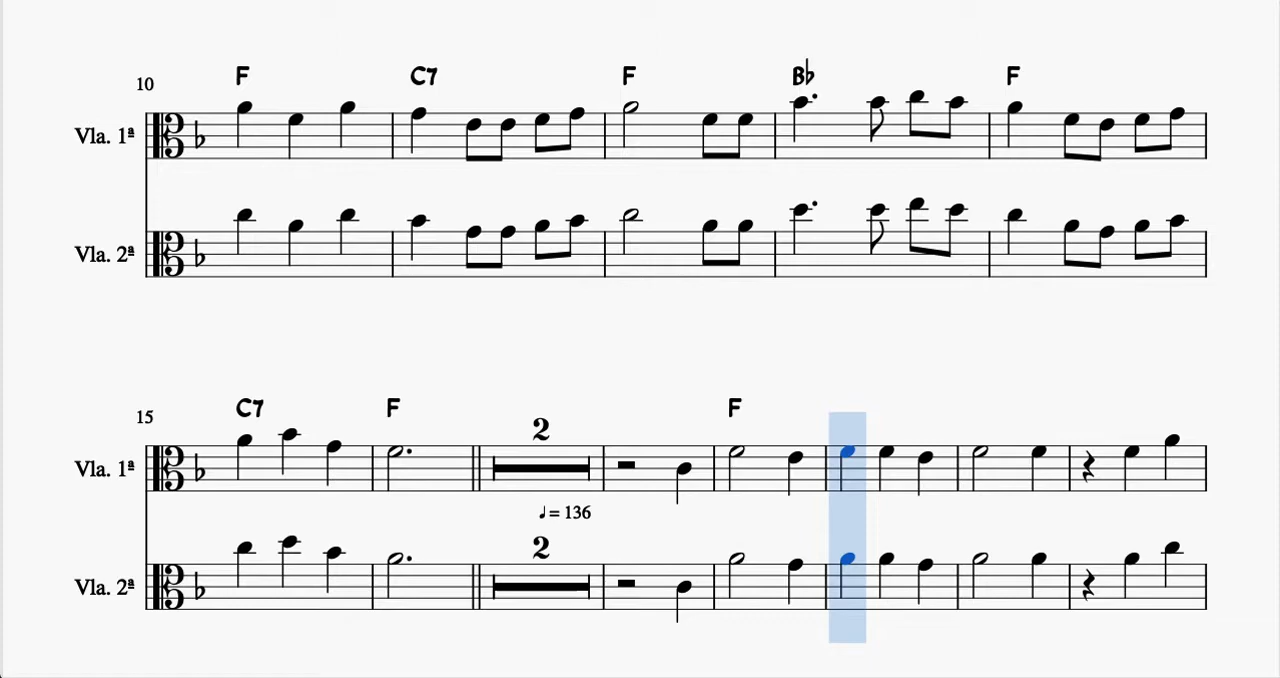 10 F C7 F B♭ F
Vla. 1ª
Vla. 2ª
15 C7 F F
2
Vla. 1ª
♩= 136
2
Vla. 2ª